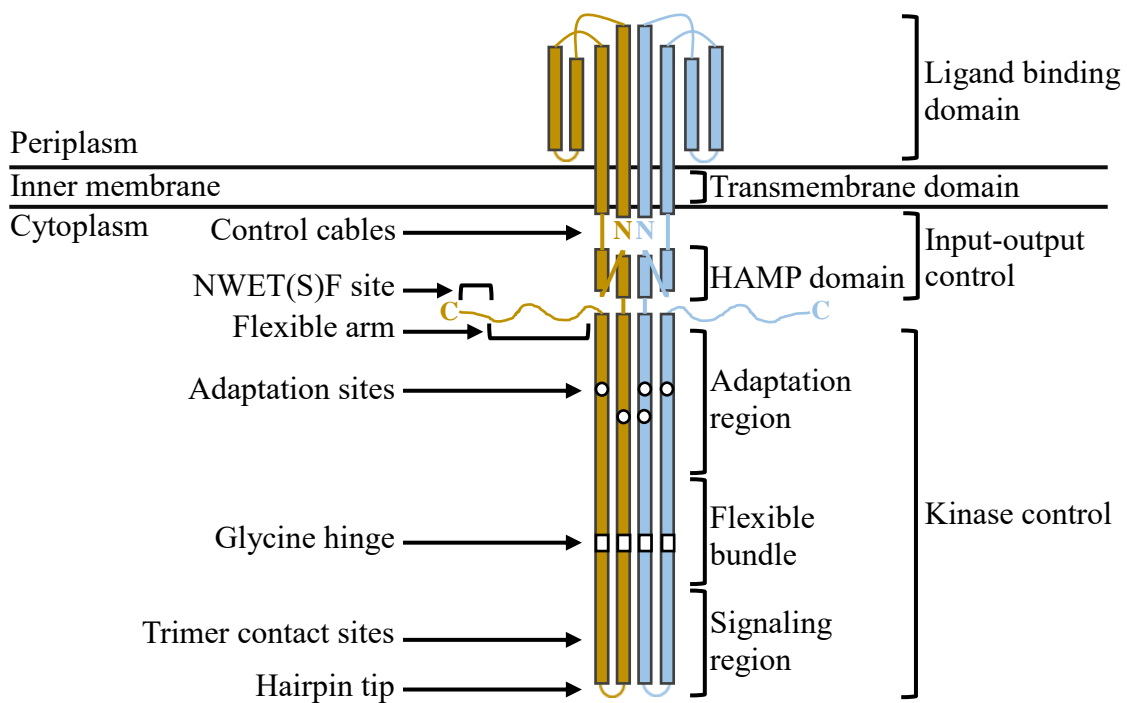 Ligand binding
domain
Periplasm
Inner membrane
Transmembrane domain
Cytoplasm
Control cables
N N
Input-output
control
HAMP domain
NWET(S)F site
C
C
Flexible arm
Adaptation sites
Adaptation
region
Glycine hinge
Flexible
bundle
Kinase control
Trimer contact sites
Signaling
region
Hairpin tip